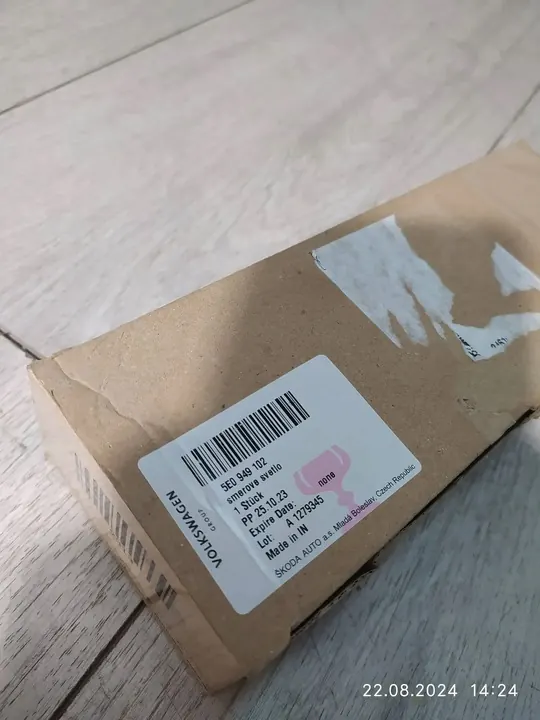 VOLKSWAGEN
GROUP
5E0 949 102
smerove svetlo
1 Stück
PP 25.10.23
Expire Date: none
Lot: A 1279345
Made in IN
ŠKODA AUTO a.s. Mladá Boleslav, Czech Republic
22.08.2024 14:24